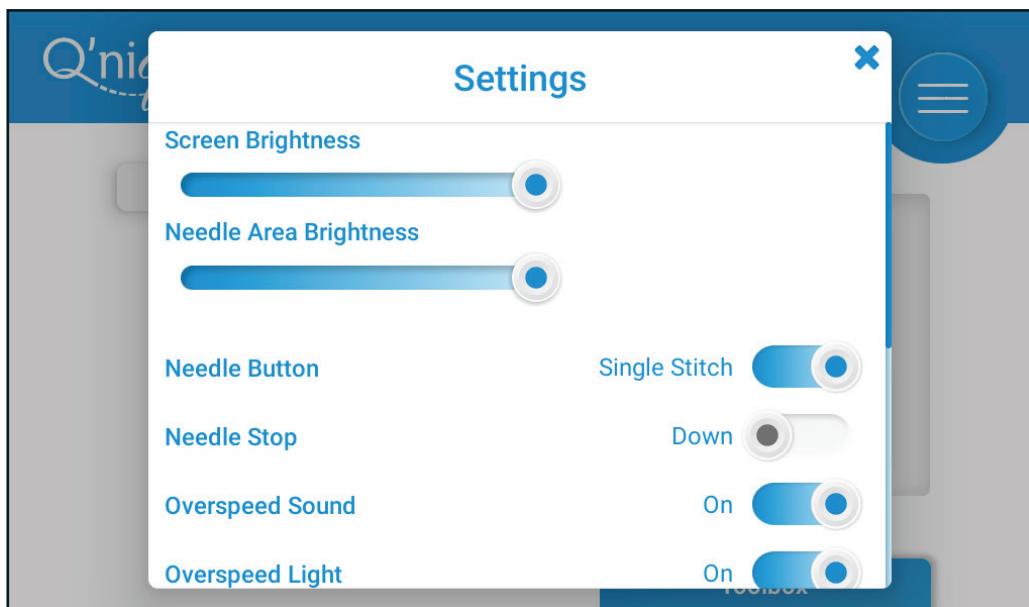 Q'ni
Settings
Screen Brightness
Needle Area Brightness
Needle Button Single Stitch
Needle Stop Down
Overspeed Sound On
Overspeed Light On